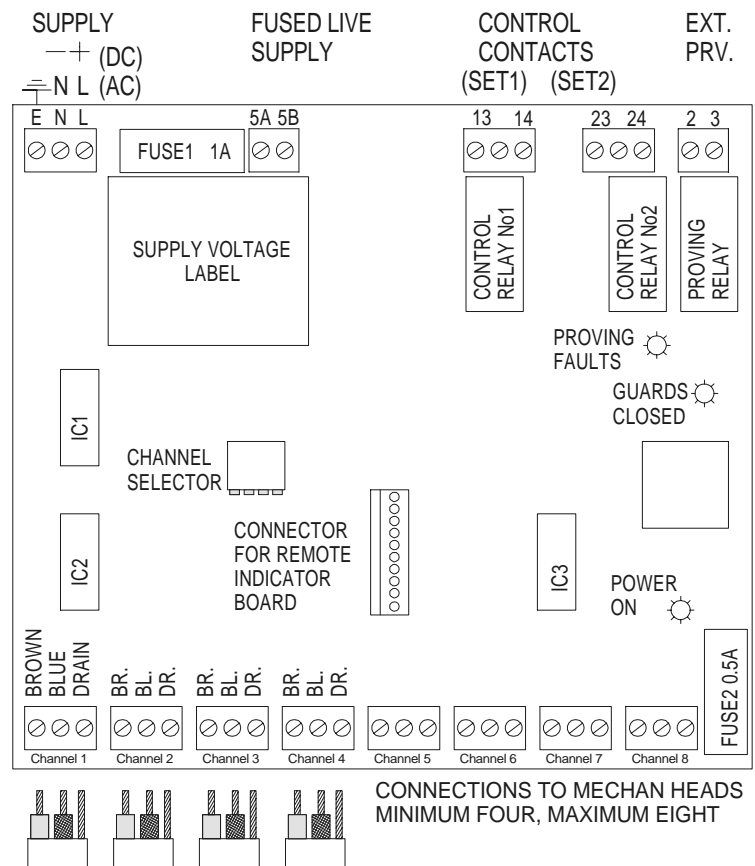 SUPPLY
FUSED LIVE
SUPPLY
CONTROL
CONTACTS
EXT.
PRV.
−+ (DC)
N L (AC)
(SET1) (SET2)
E N L
5A 5B
13 14
23 24
2 3
FUSE1 1A
SUPPLY VOLTAGE
LABEL
CONTROL
RELAY No1
CONTROL
RELAY No2
PROVING
RELAY
PROVING
FAULTS
GUARDS
CLOSED
IC1
CHANNEL
SELECTOR
IC2
CONNECTOR
FOR REMOTE
INDICATOR
BOARD
IC3
POWER
ON
FUSE2 0.5A
BROWN
BLUE
DRAIN
BR.
BL.
DR.
BR.
BL.
DR.
BR.
BL.
DR.
Channel 1
Channel 2
Channel 3
Channel 4
Channel 5
Channel 6
Channel 7
Channel 8
CONNECTIONS TO MECHAN HEADS
MINIMUM FOUR, MAXIMUM EIGHT